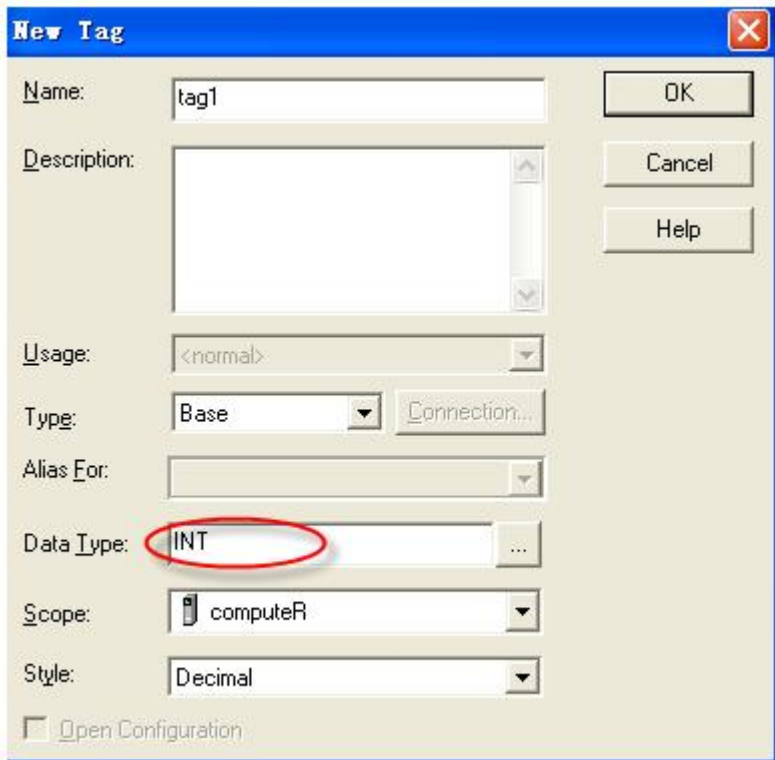 New Tag
Name: tag1 OK
Description: Cancel
Help
Usage: <normal>
Type: Base Connection...
Alias For:
Data Type: INT ...
Scope: computeR
Style: Decimal
Open Configuration